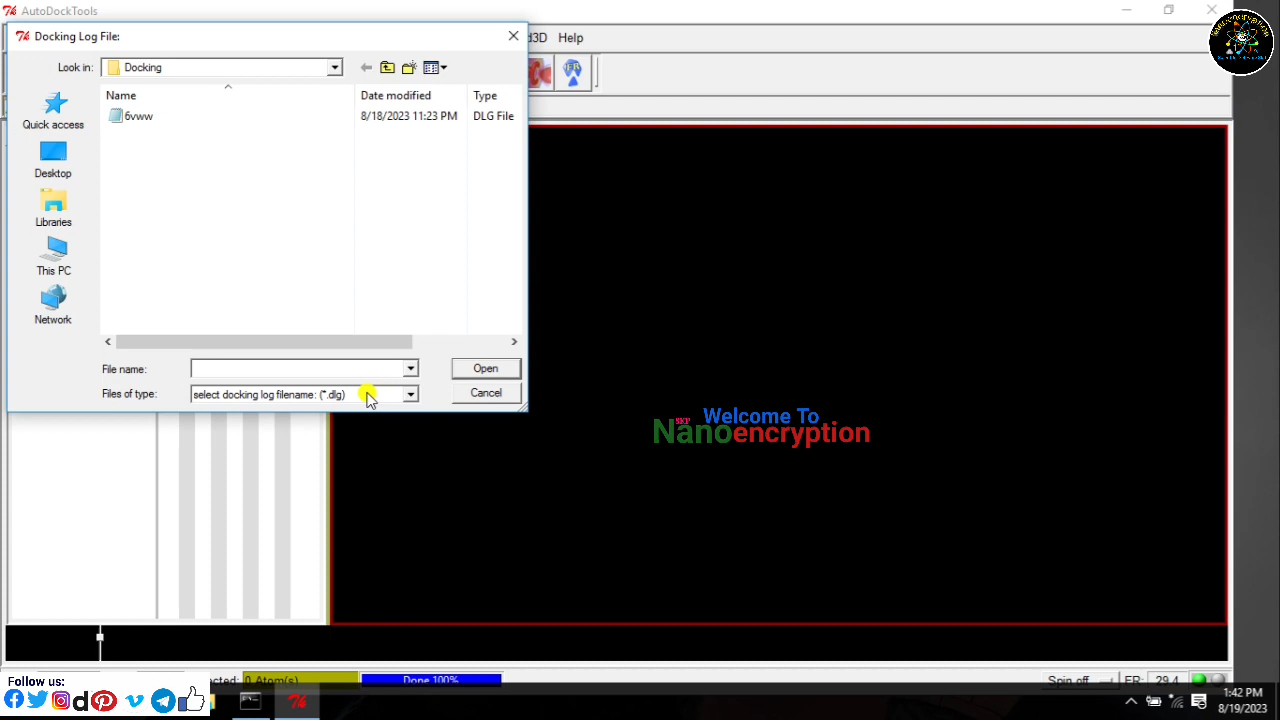 AutoDockTools
Docking Log File:
d3D Help
Look in: Docking
Name Date modified Type
6vww 8/18/2023 11:23 PM DLG File
Quick access
Desktop
Libraries
This PC
Network
File name: Open
Files of type: select docking log filename: (*.dlg) Cancel
Welcome To
SKP
Nanoencryption
Follow us:
cted: 0 Atom(s) Done 100% Spin off FR: 29.4
1:42 PM
8/19/2023